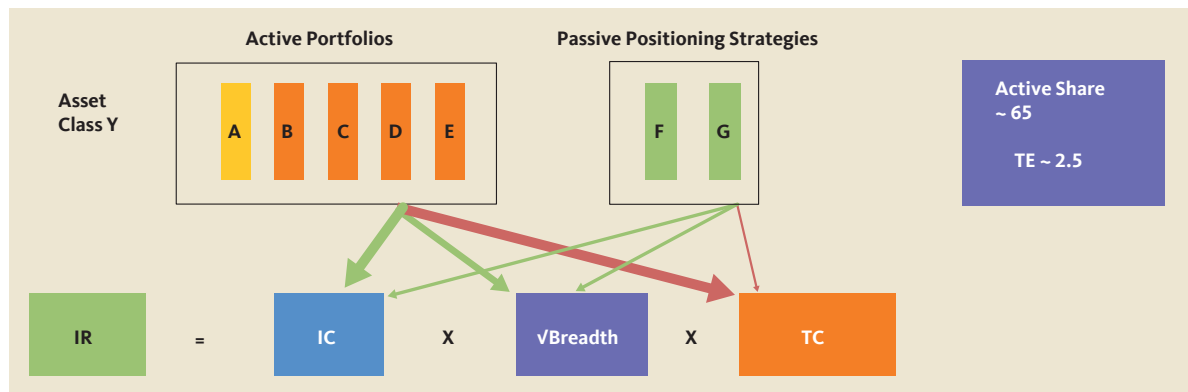 Active Portfolios
Passive Positioning Strategies
Asset
Class Y
A
B
C
D
E
F
G
Active Share
~ 65
TE ~ 2.5
IR
=
IC
X
√Breadth
X
TC